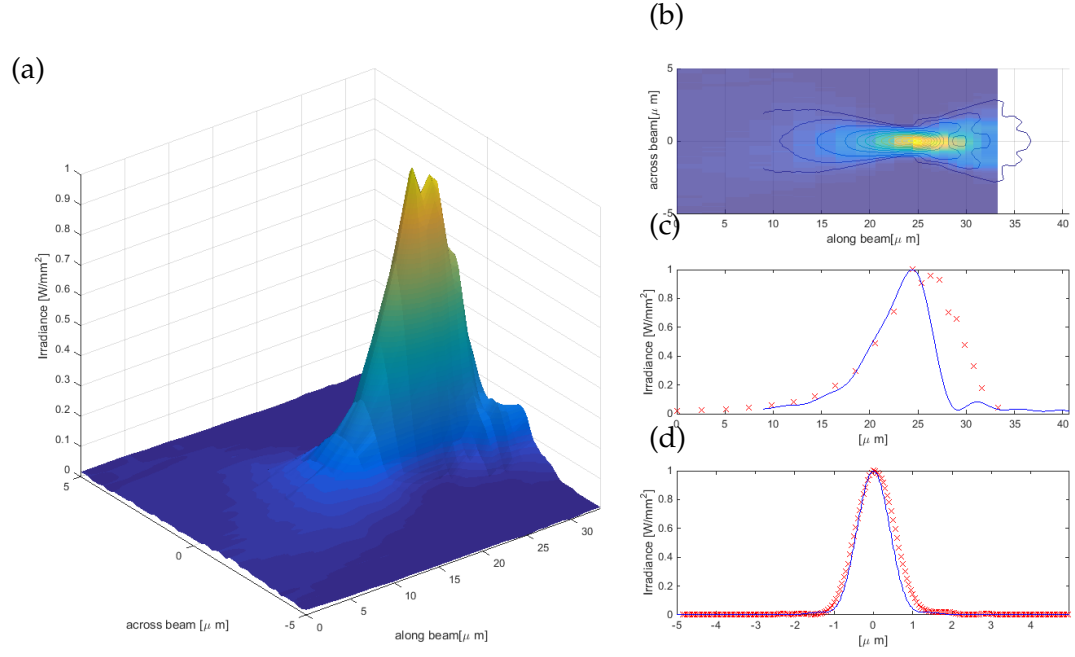 (a)
1
0.9
0.8
0.7
0.6
0.5
0.4
0.3
0.2
0.1
0
Irradiance [W/mm²]
5
0
-5
across beam [μ m]
0
5
10
15
20
25
30
along beam[μ m]
(b)
5
0
-5
across beam[μ m]
0 5 10 15 20 25 30 35 40
along beam[μ m]
(c)
1
0.8
0.6
0.4
0.2
0
Irradiance [W/mm²]
0 5 10 15 20 25 30 35 40
[μ m]
(d)
1
0.8
0.6
0.4
0.2
0
Irradiance [W/mm²]
-5 -4 -3 -2 -1 0 1 2 3 4
[μ m]